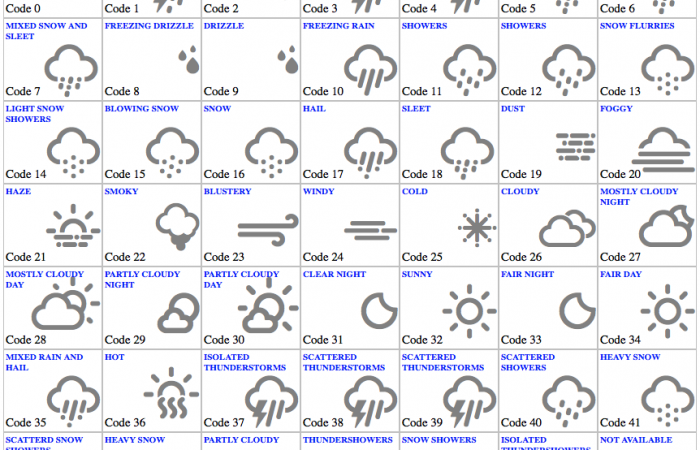 Code 0 Code 1 Code 2 Code 3 Code 4 Code 5 Code 6
MIXED SNOW AND SLEET
Code 7
FREEZING DRIZZLE
Code 8
DRIZZLE
Code 9
FREEZING RAIN
Code 10
SHOWERS
Code 11
SHOWERS
Code 12
SNOW FLURRIES
Code 13
LIGHT SNOW
SHOWERS
Code 14
BLOWING SNOW
Code 15
SNOW
Code 16
HAIL
Code 17
SLEET
Code 18
DUST
Code 19
FOGGY
Code 20
HAZE
Code 21
SMOKY
Code 22
BLUSTERY
Code 23
WINDY
Code 24
COLD
Code 25
CLOUDY
Code 26
MOSTLY CLOUDY
NIGHT
Code 27
MOSTLY CLOUDY
DAY
Code 28
PARTLY CLOUDY
NIGHT
Code 29
PARTLY CLOUDY
DAY
Code 30
CLEAR NIGHT
Code 31
SUNNY
Code 32
FAIR NIGHT
Code 33
FAIR DAY
Code 34
MIXED RAIN AND
HAIL
Code 35
HOT
Code 36
ISOLATED
THUNDERSTORMS
Code 37
SCATTERED
THUNDERSTORMS
Code 38
SCATTERED
THUNDERSTORMS
Code 39
SCATTERED
SHOWERS
Code 40
HEAVY SNOW
Code 41
SCATTERD SNOW
SHOWERS
HEAVY SNOW
PARTLY CLOUDY
THUNDERSHOWERS
SNOW SHOWERS
ISOLATED
THUNDERSHOWERS
NOT AVAILABLE